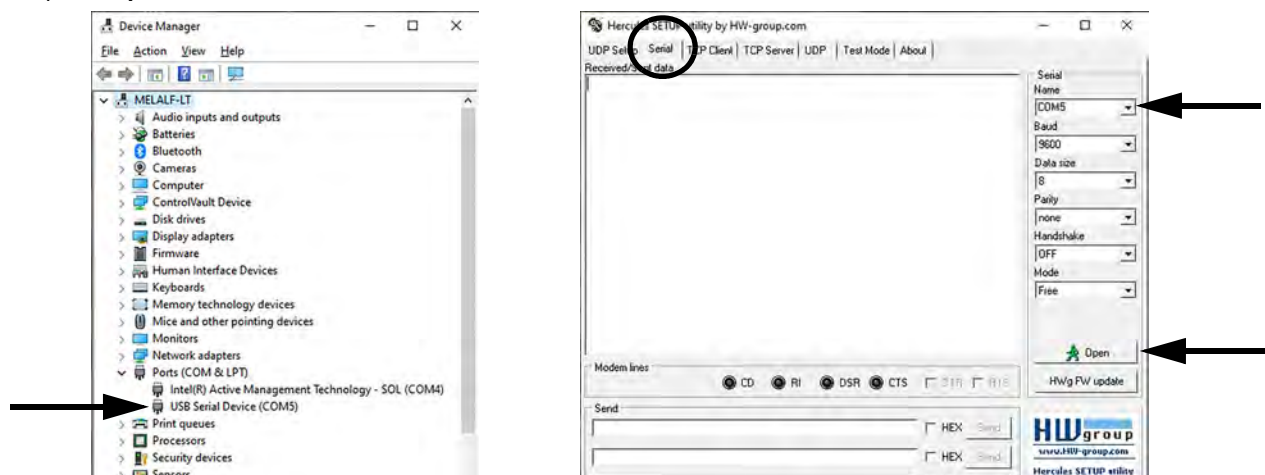 Device Manager
File Action View Help
MELALF-LT
Audio inputs and outputs
Batteries
Bluetooth
Cameras
Computer
ControlVault Device
Disk drives
Display adapters
Firmware
Human Interface Devices
Keyboards
Memory technology devices
Mice and other pointing devices
Monitors
Network adapters
Ports (COM & LPT)
Intel(R) Active Management Technology - SOL (COM4)
USB Serial Device (COM5)
Print queues
Processors
Security devices
Sensors
Hercules SETUP utility by HW-group.com
UDP Setup Serial TCP Client TCP Server UDP Test Mode About
Received/Sent data
Serial
Name
COM5
Baud
9600
Data size
8
Parity
none
Handshake
OFF
Mode
Free
Open
HWg FW update
Modem lines
CD RI DSR CTS DTR RTS
Send
HEX Send
HEX Send
HWgroup
www.HW-group.com
Hercules SETUP utility